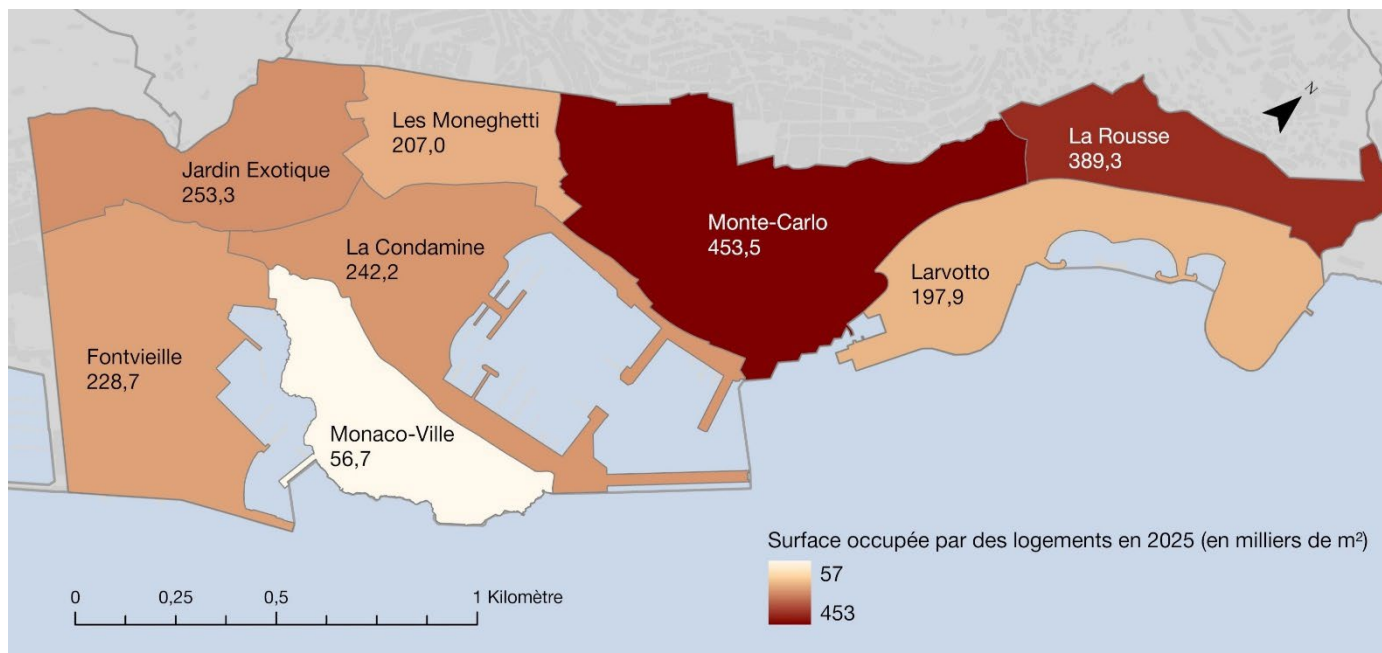 N
Les Moneghetti
207,0
La Rousse
389,3
Jardin Exotique
253,3
Monte-Carlo
453,5
La Condamine
242,2
Larvotto
197,9
Fontvieille
228,7
Monaco-Ville
56,7
Surface occupée par des logements en 2025 (en milliers de m²)
57
453
0 0,25 0,5 1 Kilomètre